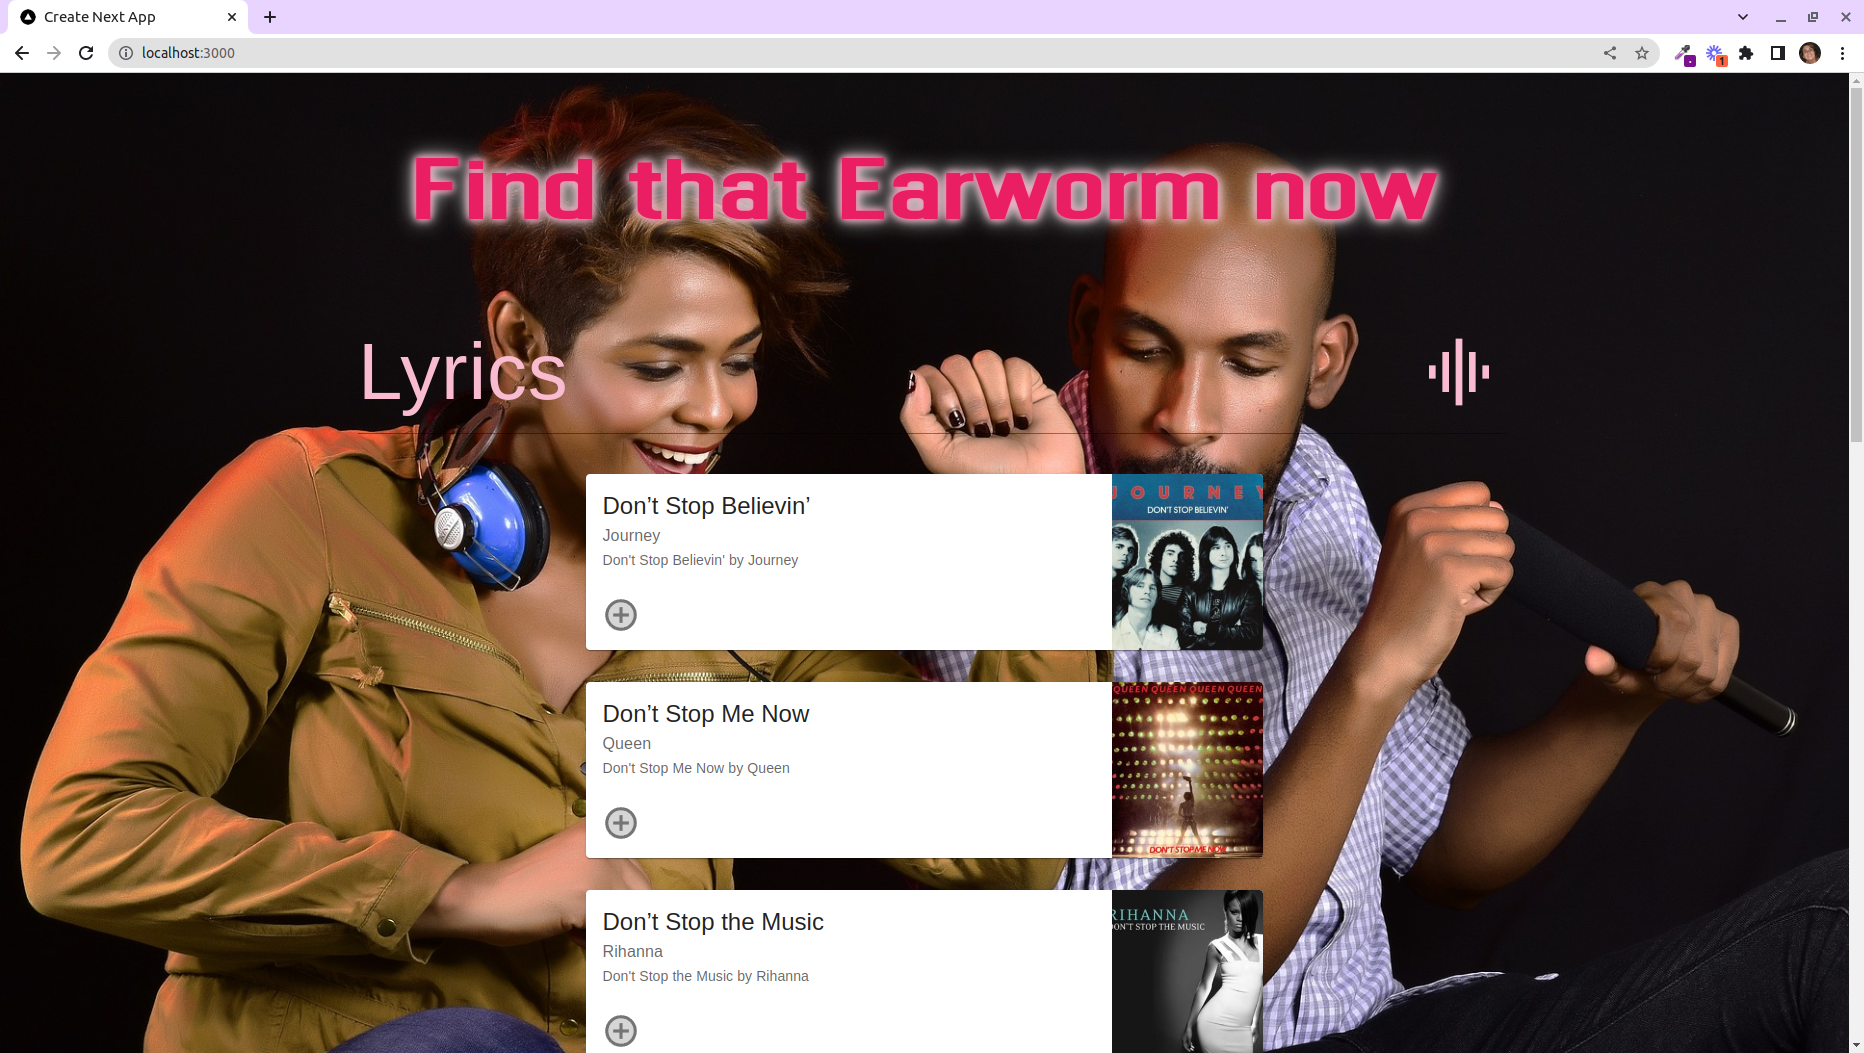 Create Next App
localhost:3000
1
Find that Earworm now
Lyrics
Don’t Stop Believin’
Journey
Don't Stop Believin' by Journey
JOURNEY
DON'T STOP BELIEVIN'
Don’t Stop Me Now
Queen
Don't Stop Me Now by Queen
QUEEN QUEEN QUEEN QUEEN
DON'T STOP ME NOW
Don’t Stop the Music
Rihanna
Don't Stop the Music by Rihanna
RIHANNA
DON'T STOP THE MUSIC